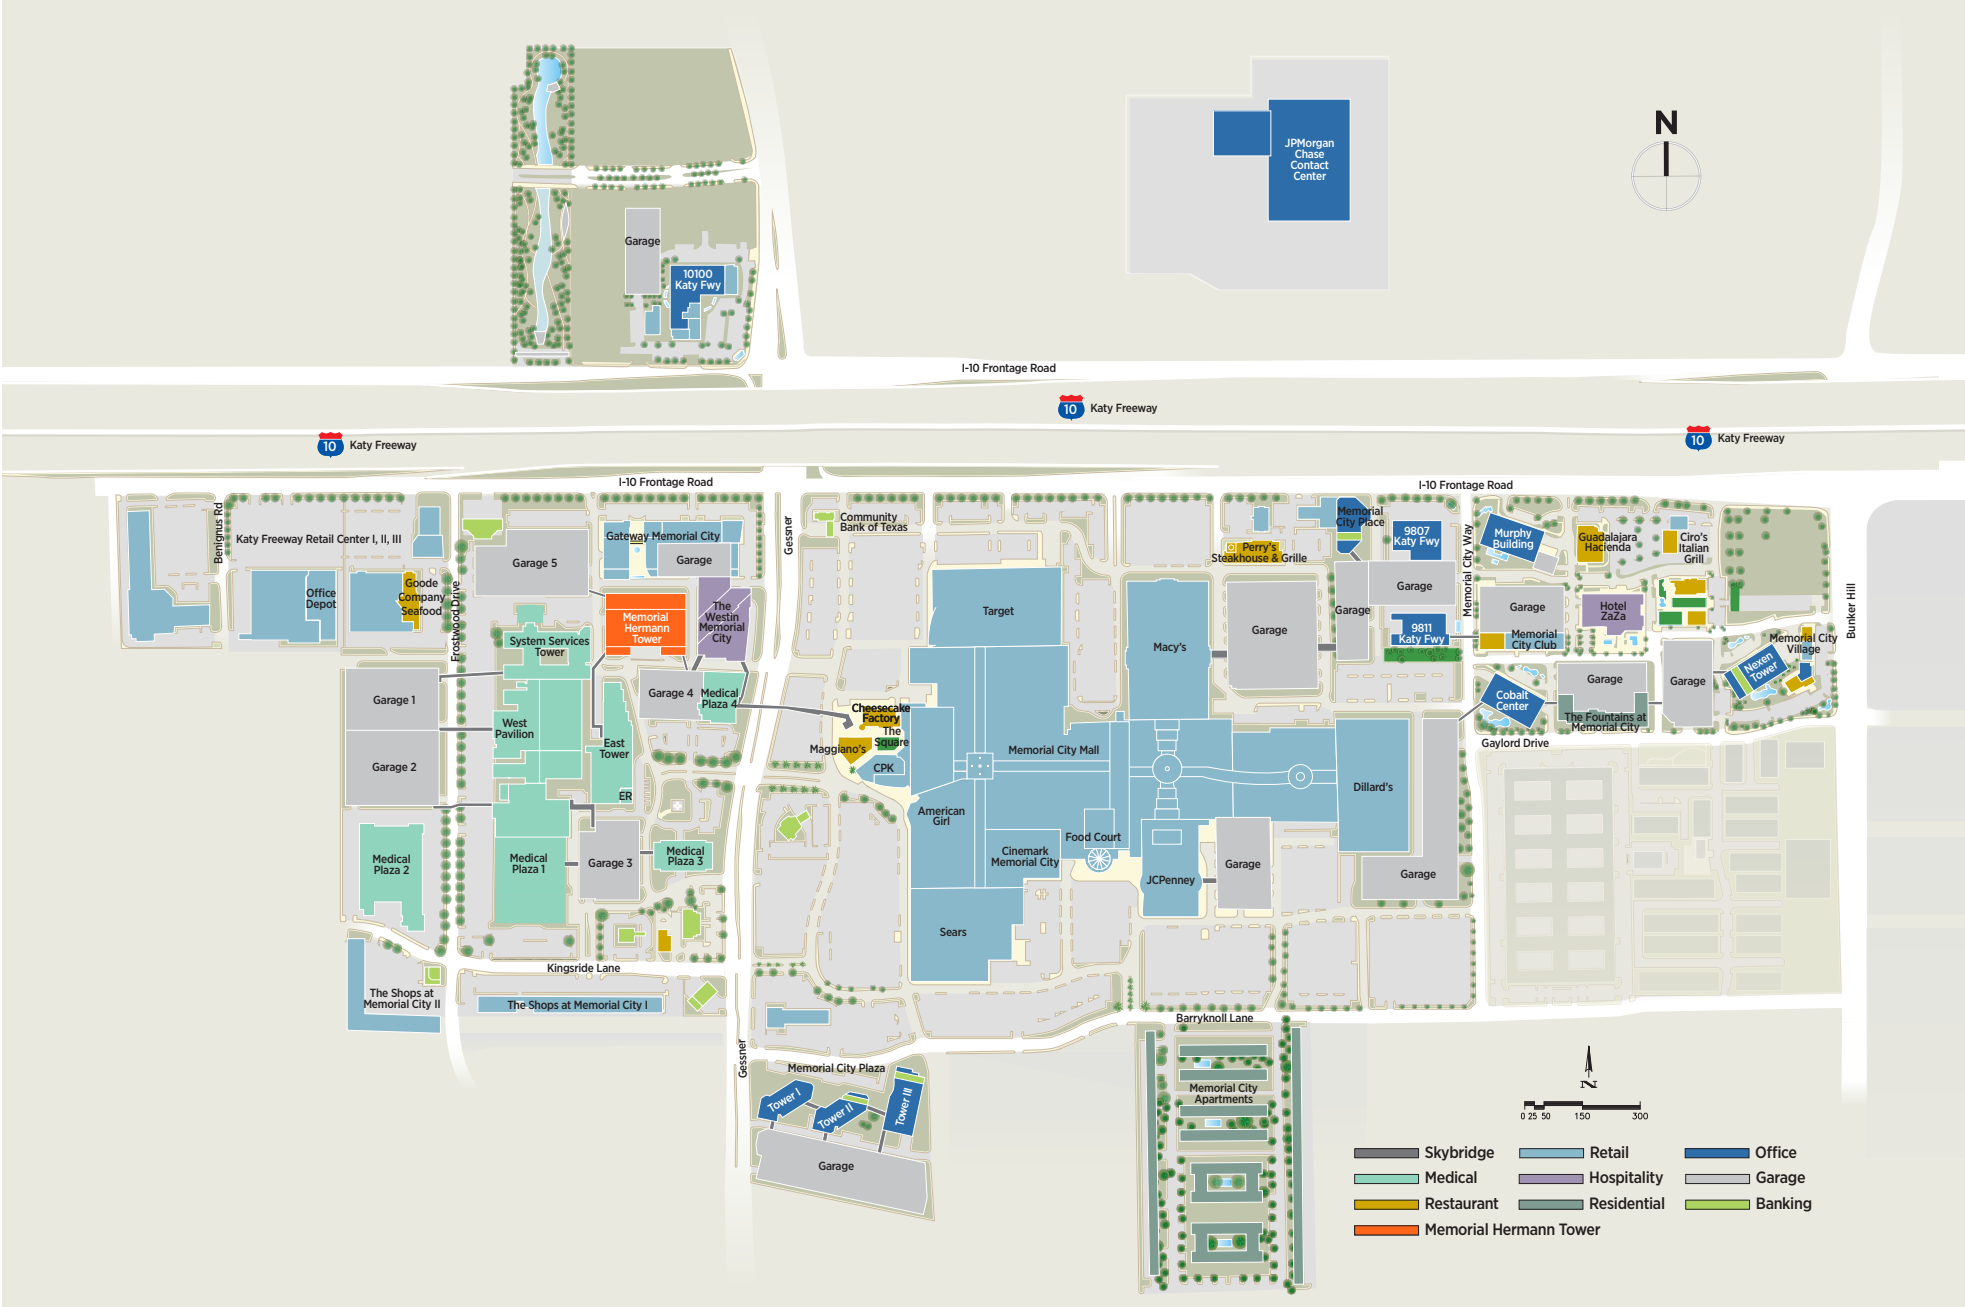 N
JPMorgan
Chase
Contact
Center
Garage
10100
Katy Fwy
I-10 Frontage Road
10 Katy Freeway
10 Katy Freeway
10 Katy Freeway
I-10 Frontage Road
I-10 Frontage Road
Benignus Rd
Katy Freeway Retail Center I, II, III
Office
Depot
Goode
Company
Seafood
Frostwood Drive
Garage 5
Gateway Memorial City
Garage
Memorial
Hermann
Tower
The
Westin
Memorial
City
System Services
Tower
Garage 1
Garage 2
West
Pavilion
East
Tower
ER
Garage 4
Medical
Plaza 4
Medical
Plaza 2
Medical
Plaza 1
Garage 3
Medical
Plaza 3
Kingsride Lane
The Shops at
Memorial City II
The Shops at Memorial City I
Gessner
Gessner
Community
Bank of Texas
Target
Macy's
Perry's
Steakhouse & Grille
Garage
Memorial
City Place
9807
Katy Fwy
Garage
Garage
9811
Katy Fwy
Memorial City Way
Murphy
Building
Guadalajara
Hacienda
Ciro's
Italian
Grill
Garage
Memorial
City Club
Hotel
ZaZa
Bunker Hill
Memorial City
Village
Nexen
Tower
Garage
Garage
Cobalt
Center
The Fountains at
Memorial City
Gaylord Drive
Cheesecake
Factory
The
Square
Maggiano's
CPK
Memorial City Mall
American
Girl
Cinemark
Memorial City
Food Court
Dillard's
JCPenney
Garage
Garage
Sears
Barryknoll Lane
Memorial City Plaza
Tower I
Tower II
Tower III
Garage
Memorial City
Apartments
N
0 25 50 150 300
Skybridge
Retail
Office
Medical
Hospitality
Garage
Restaurant
Residential
Banking
Memorial Hermann Tower